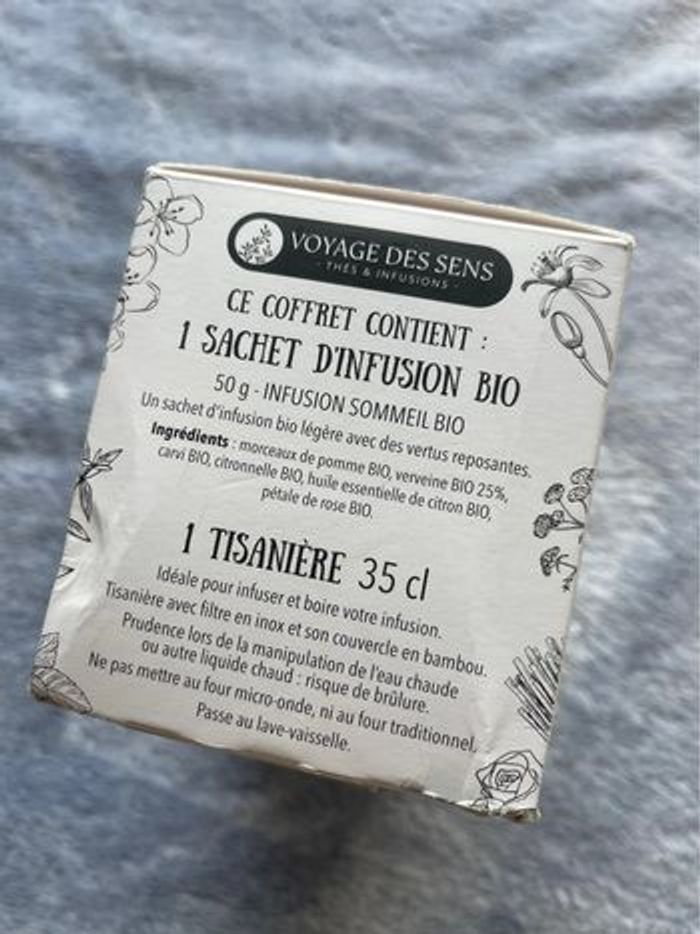 VOYAGE DES SENS
- THÉS & INFUSIONS -
CE COFFRET CONTIENT :
1 SACHET D'INFUSION BIO
50 g - INFUSION SOMMEIL BIO
Un sachet d'infusion bio légère avec des vertus reposantes.
Ingrédients : morceaux de pomme BIO, verveine BIO 25%,
carvi BIO, citronnelle BIO, huile essentielle de citron BIO,
pétale de rose BIO.
1 TISANIÈRE 35 cl
Idéale pour infuser et boire votre infusion.
Tisanière avec filtre en inox et son couvercle en bambou.
Prudence lors de la manipulation de l'eau chaude
ou autre liquide chaud : risque de brûlure.
Ne pas mettre au four micro-onde, ni au four traditionnel.
Passe au lave-vaisselle.